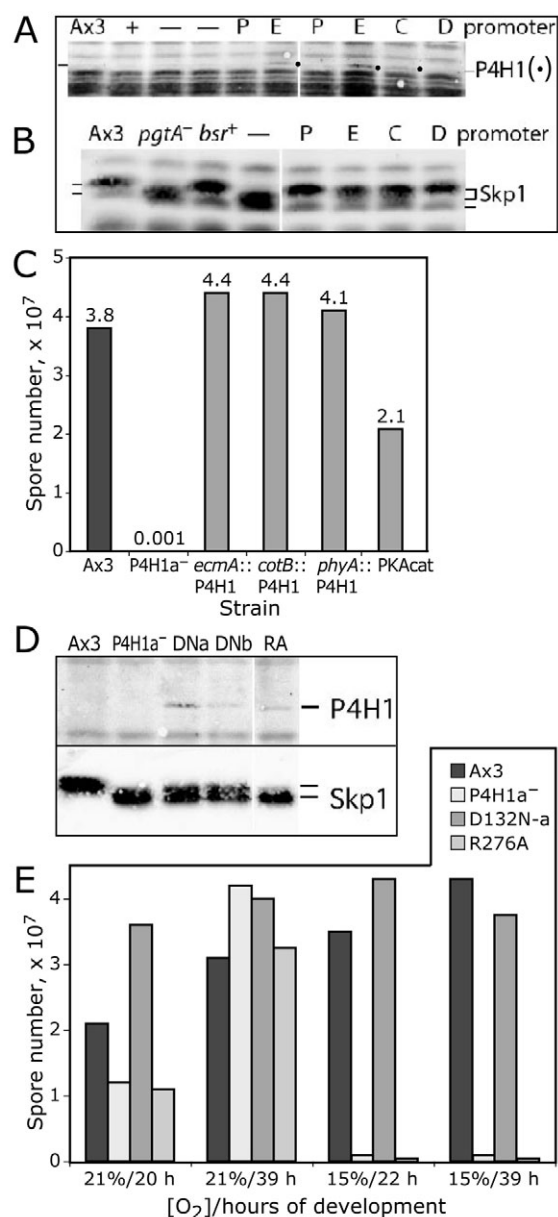 A
Ax3 + — — P E P E C D promoter
P4H1(•)
B
Ax3 pgtA⁻ bsr⁺ — P E C D promoter
Skp1
C
Spore number, x 10⁷
5
4
3
2
1
0
3.8
0.001
4.4
4.4
4.1
2.1
Ax3 P4H1a⁻ ecmA:: cotB:: phyA:: PKAcat
P4H1 P4H1 P4H1
Strain
D
Ax3 P4H1a⁻ DNa DNb RA
P4H1
Skp1
Ax3
P4H1a⁻
D132N-a
R276A
E
Spore number, x 10⁷
4
3
2
1
0
21%/20 h 21%/39 h 15%/22 h 15%/39 h
[O₂]/hours of development